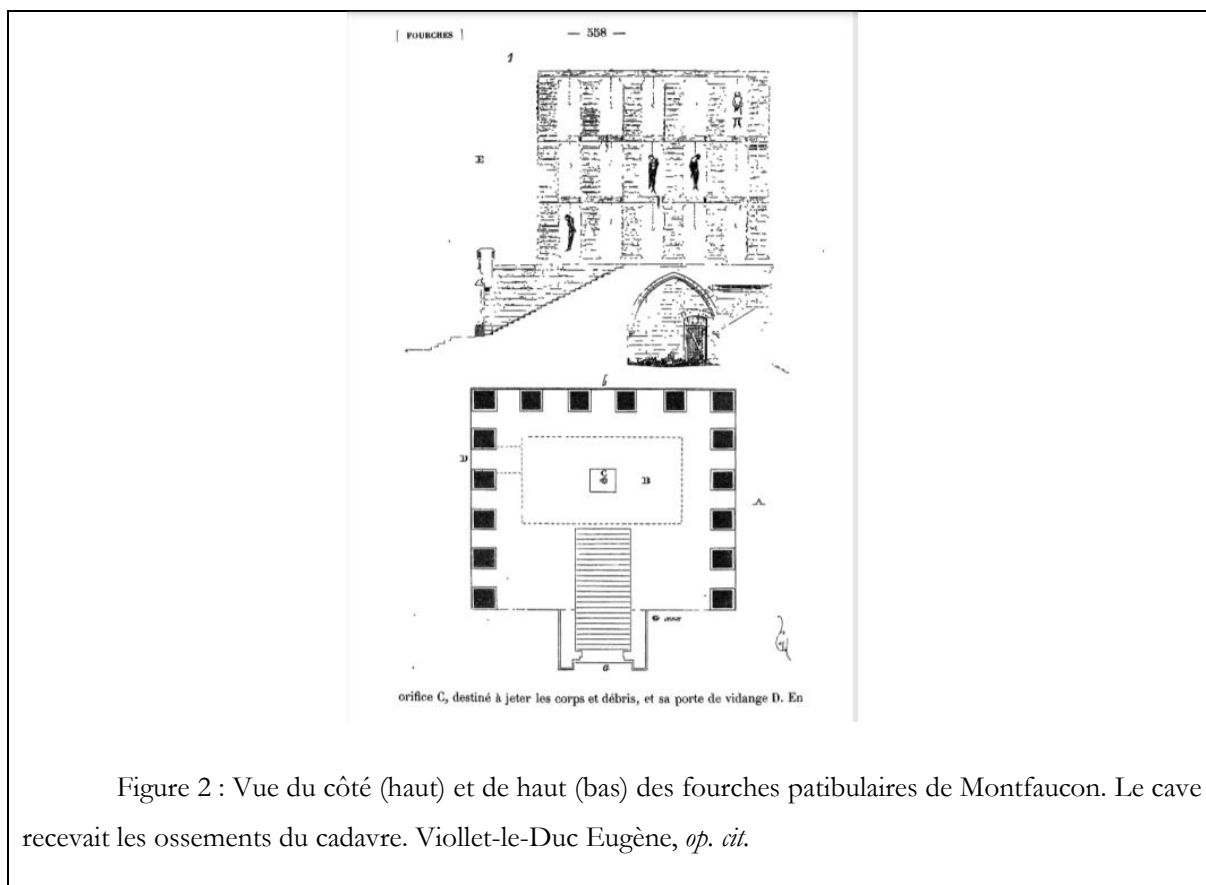 [ FOURCHES ] — 558 —
1
E
b
D
C
B
A
G
orifice C, destiné à jeter les corps et débris, et sa porte de vidange D. En
Figure 2 : Vue du côté (haut) et de haut (bas) des fourches patibulaires de Montfaucon. Le cave
recevait les ossements du cadavre. Viollet-le-Duc Eugène, op. cit.